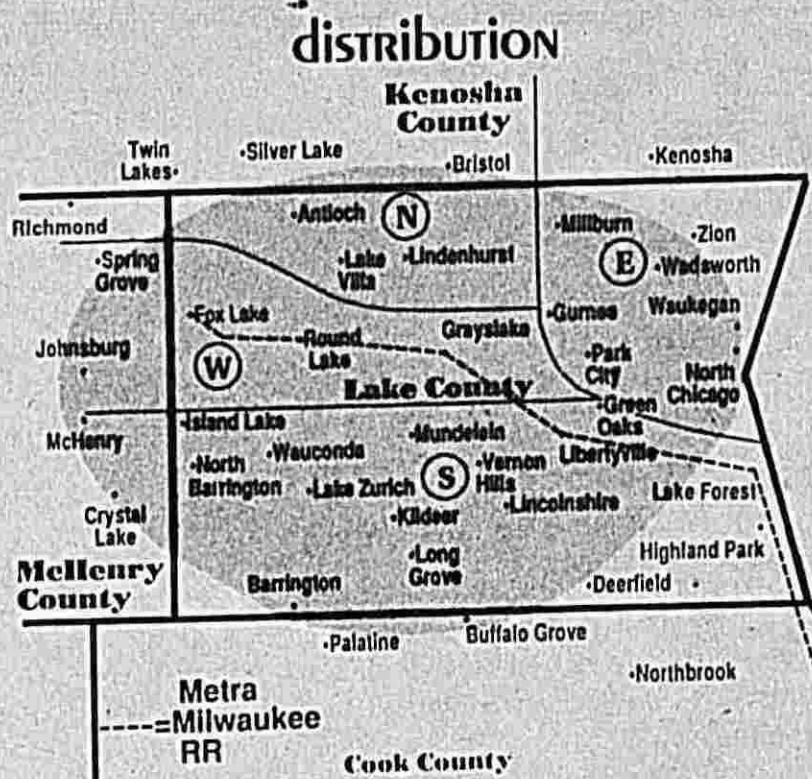 distribution
Kenosha
County
Twin
Lakes
Silver Lake
Bristol
Kenosha
Richmond
Antioch
N
Millburn
Zion
Spring
Grove
Lake
Villa
Lindenhurst
E
Wadsworth
Fox Lake
Grayslake
Gurnee
Waukegan
Johnsburg
W
Round
Lake
Park
City
North
Chicago
Lake County
McHenry
Island Lake
Mundelein
Green
Oaks
North
Barrington
Wauconda
S
Vernon
Hills
Libertyville
Lake Zurich
Lincolnshire
Lake Forest
Crystal
Lake
Kildeer
McHenry
County
Barrington
Long
Grove
Highland Park
Deerfield
Palatine
Buffalo Grove
Northbrook
Metra
=Milwaukee
RR
Cook County